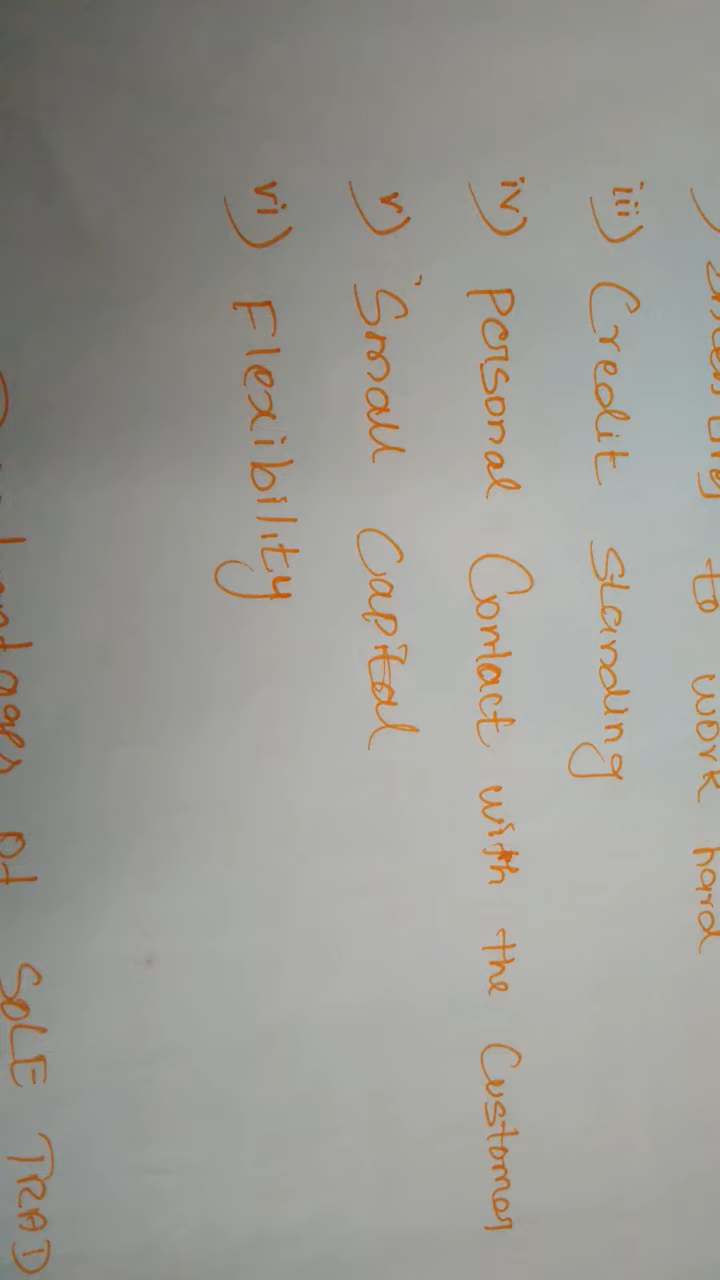 to work hard
iii) Credit Standing
iv) Personal Contact with the Customer
v) Small Capital
vi) Flexibility
of SOLE TRAD